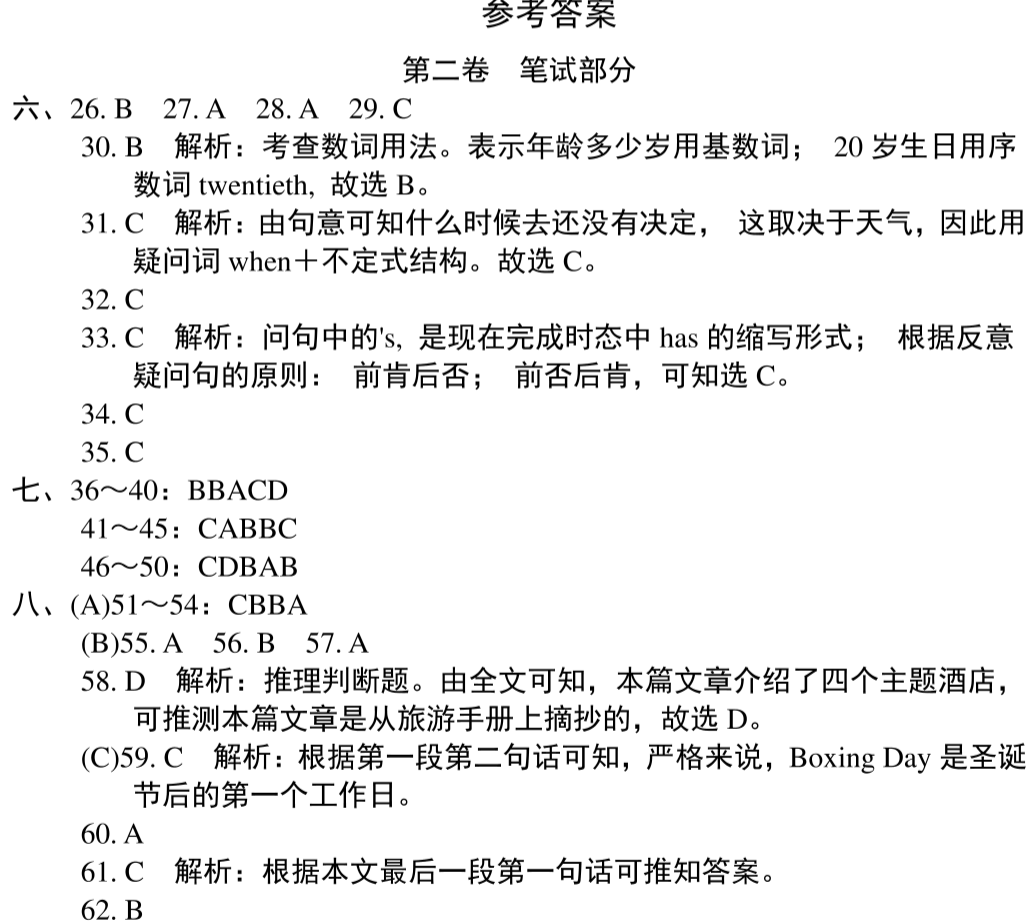 参考答案
第二卷　笔试部分
六、26. B　27. A　28. A　29. C
30. B　解析：考查数词用法。表示年龄多少岁用基数词； 20 岁生日用序
数词 twentieth, 故选 B。
31. C　解析：由句意可知什么时候去还没有决定， 这取决于天气，因此用
疑问词 when＋不定式结构。故选 C。
32. C
33. C　解析：问句中的's, 是现在完成时态中 has 的缩写形式； 根据反意
疑问句的原则： 前肯后否； 前否后肯，可知选 C。
34. C
35. C
七、36～40：BBACD
41～45：CABBC
46～50：CDBAB
八、(A)51～54：CBBA
(B)55. A　56. B　57. A
58. D　解析：推理判断题。由全文可知，本篇文章介绍了四个主题酒店，
可推测本篇文章是从旅游手册上摘抄的，故选 D。
(C)59. C　解析：根据第一段第二句话可知，严格来说，Boxing Day 是圣诞
节后的第一个工作日。
60. A
61. C　解析：根据本文最后一段第一句话可推知答案。
62. B